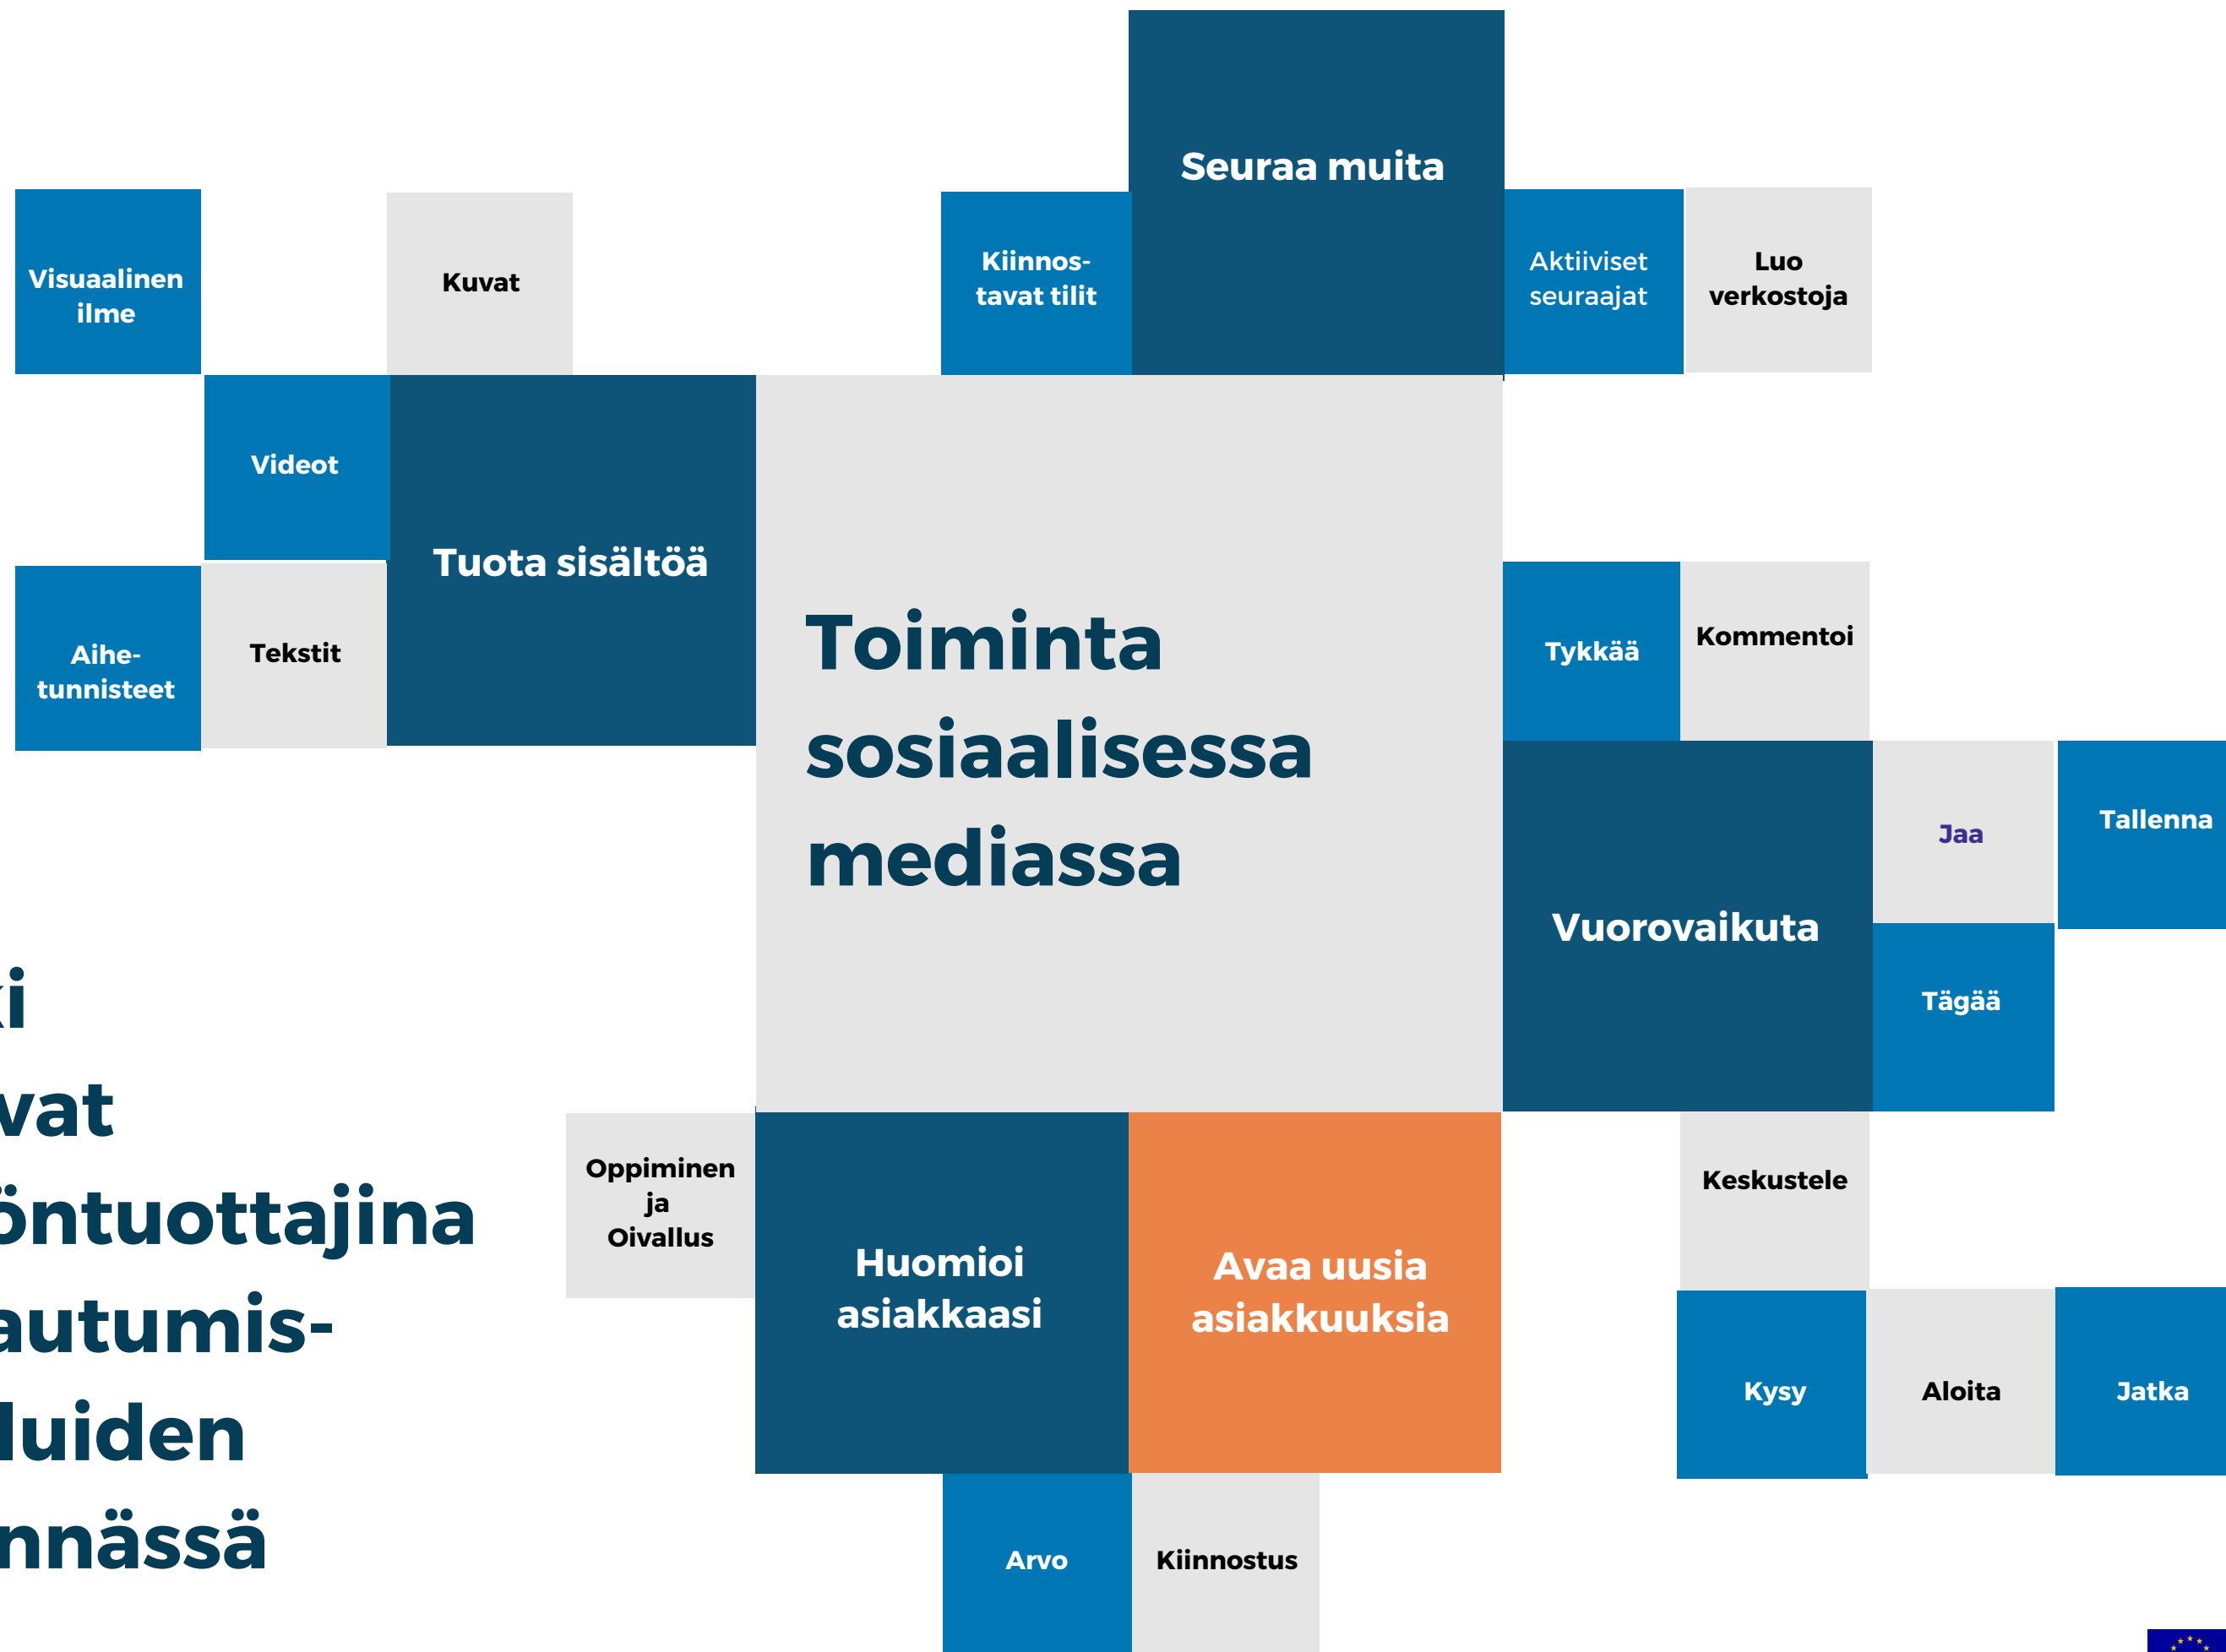 Seuraa muita
Kiinnos-
tavat tilit
Aktiiviset
seuraajat
Luo
verkostoja
Visuaalinen
ilme
Kuvat
Videot
Tuota sisältöä
Aihe-
tunnisteet
Tekstit
Toiminta
sosiaalisessa
mediassa
Tykkää
Kommentoi
Jaa
Tallenna
Vuorovaikuta
Tägää
vat
öntuottajina
autumis-
luiden
nnässä
Oppiminen
ja
Oivallus
Huomioi
asiakkaasi
Avaa uusia
asiakkuuksia
Keskustele
Kysy
Aloita
Jatka
Arvo
Kiinnostus